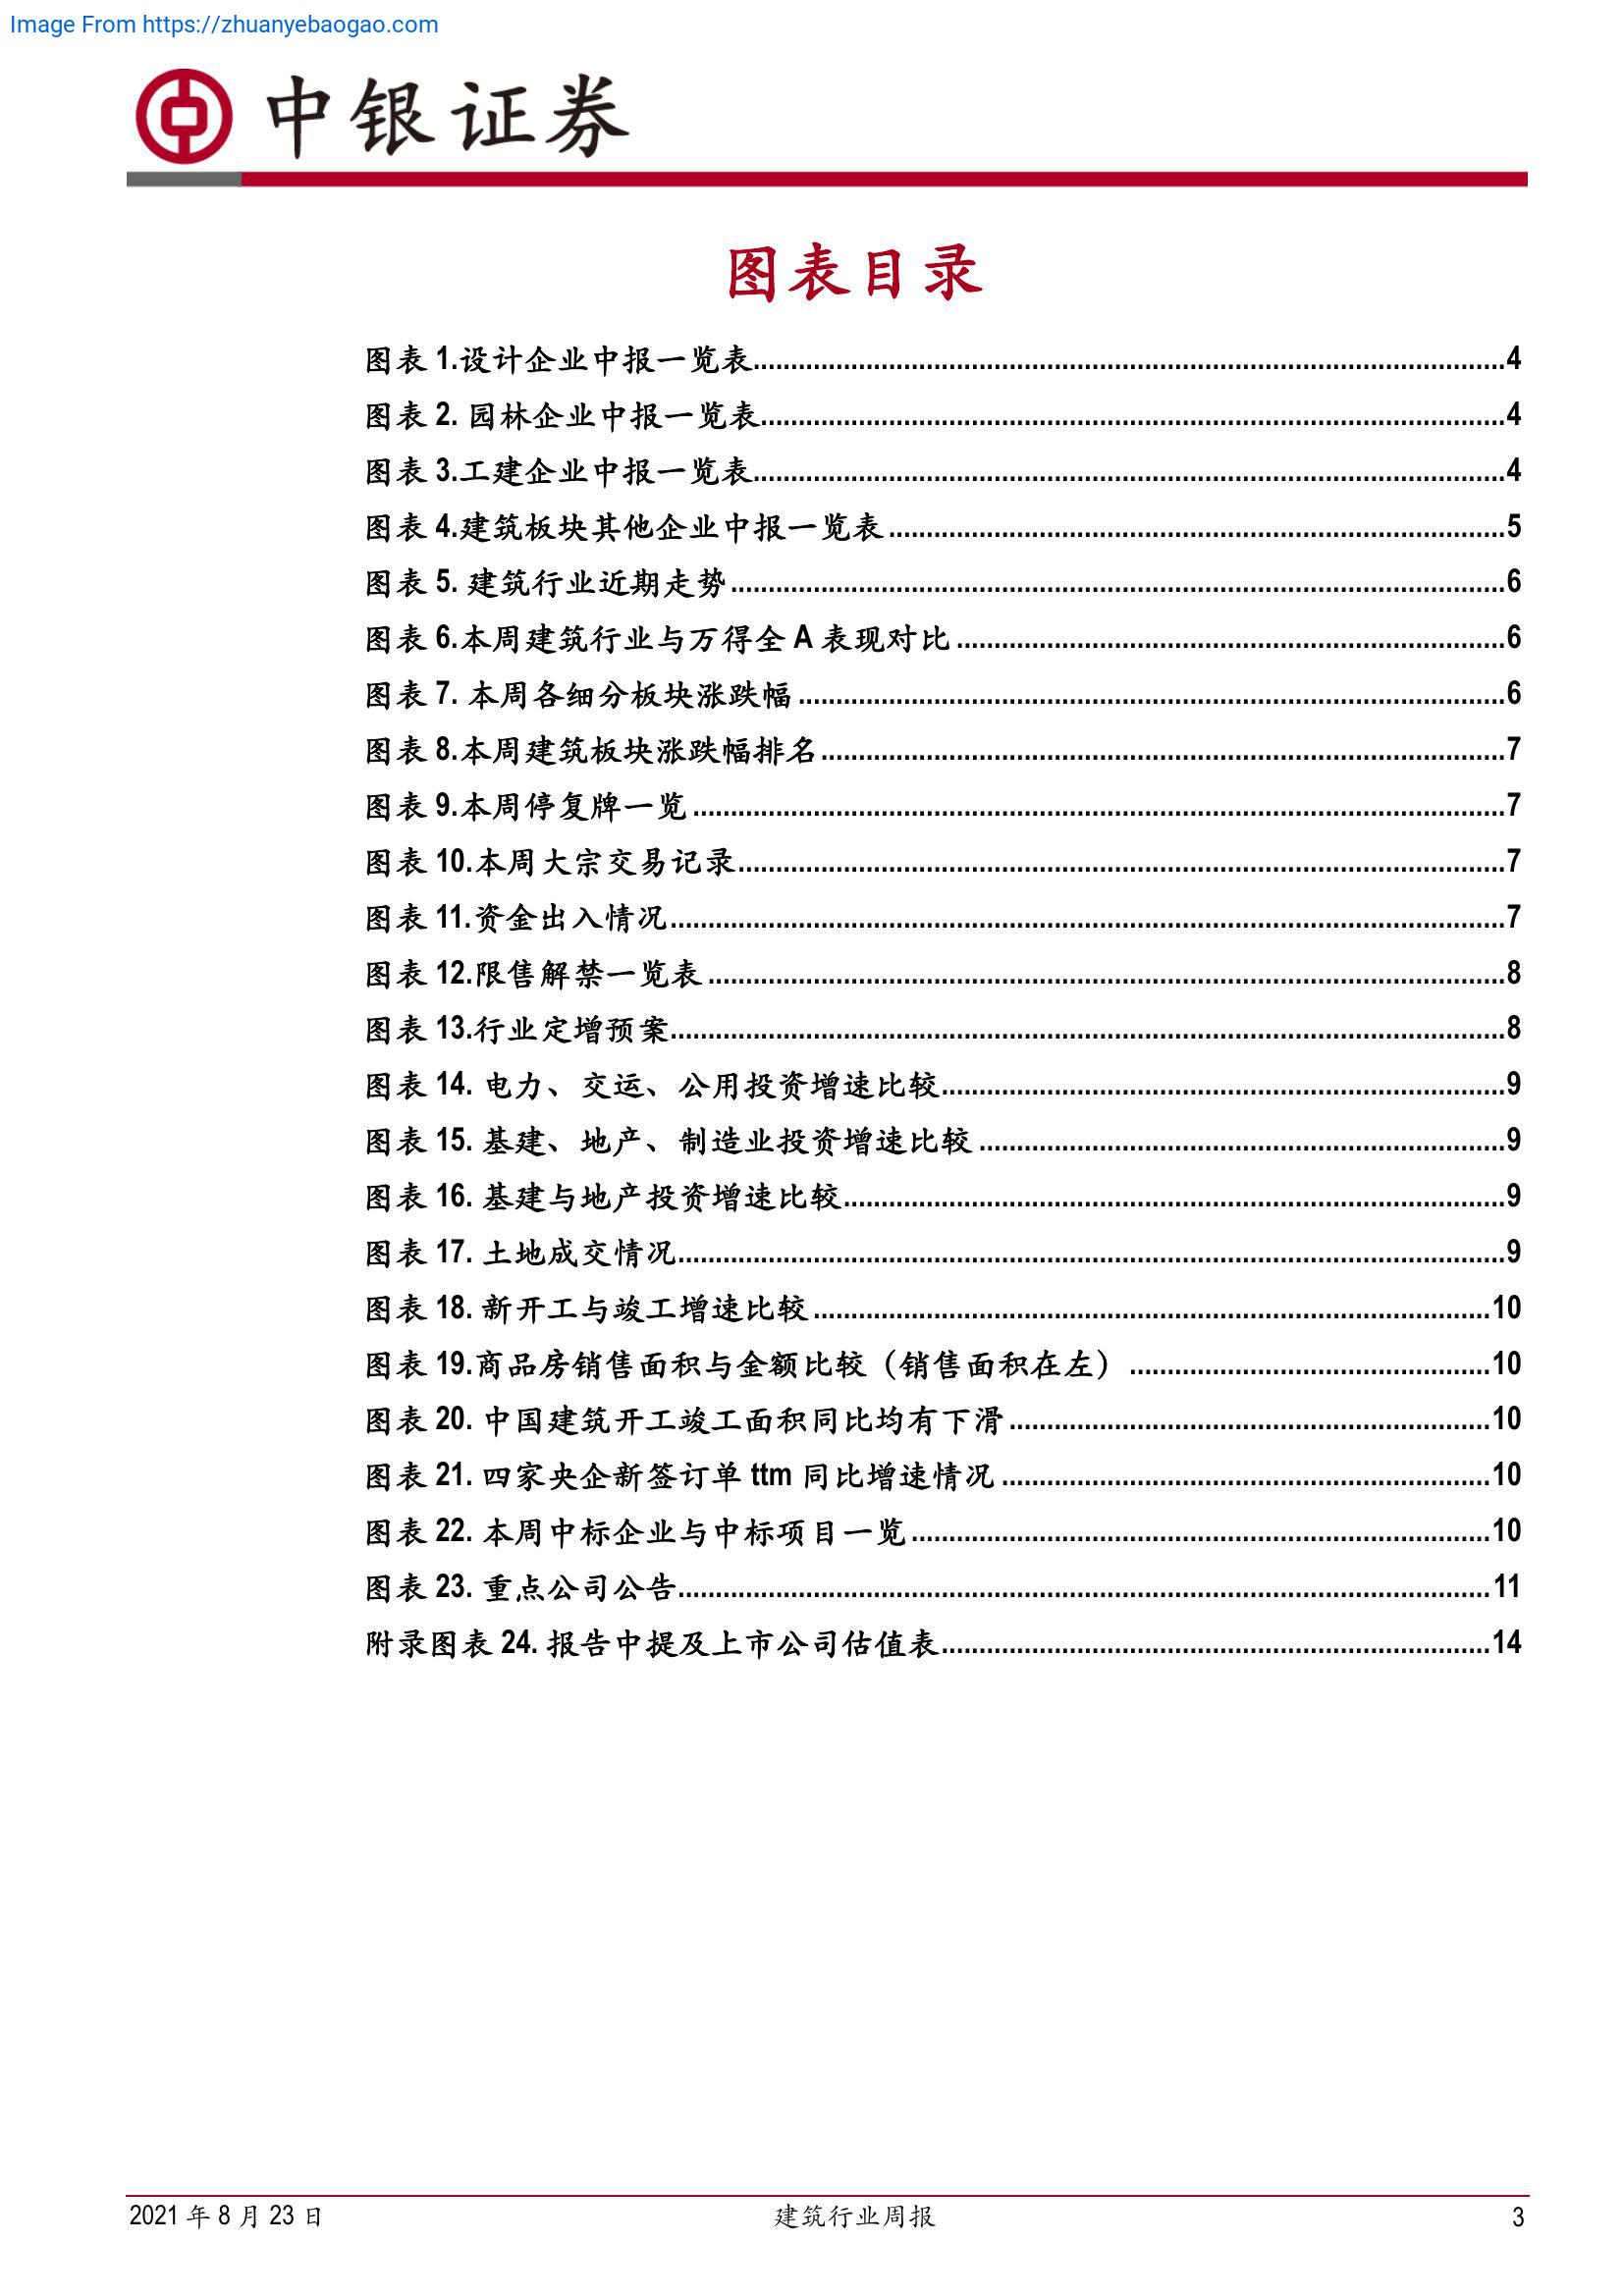 Image From https://zhuanyebaogao.com
中银证券
图表目录
图表 1.设计企业中报一览表....................................................................................................4
图表 2. 园林企业中报一览表...................................................................................................4
图表 3.工建企业中报一览表....................................................................................................4
图表 4.建筑板块其他企业中报一览表..................................................................................5
图表 5. 建筑行业近期走势.......................................................................................................6
图表 6.本周建筑行业与万得全 A 表现对比.........................................................................6
图表 7. 本周各细分板块涨跌幅..............................................................................................6
图表 8.本周建筑板块涨跌幅排名...........................................................................................7
图表 9.本周停复牌一览............................................................................................................7
图表 10.本周大宗交易记录......................................................................................................7
图表 11.资金出入情况...............................................................................................................7
图表 12.限售解禁一览表..........................................................................................................8
图表 13.行业定增预案...............................................................................................................8
图表 14. 电力、交运、公用投资增速比较...........................................................................9
图表 15. 基建、地产、制造业投资增速比较......................................................................9
图表 16. 基建与地产投资增速比较........................................................................................9
图表 17. 土地成交情况..............................................................................................................9
图表 18. 新开工与竣工增速比较..........................................................................................10
图表 19.商品房销售面积与金额比较（销售面积在左）................................................10
图表 20. 中国建筑开工竣工面积同比均有下滑................................................................10
图表 21. 四家央企新签订单 ttm 同比增速情况.................................................................10
图表 22. 本周中标企业与中标项目一览.............................................................................10
图表 23. 重点公司公告............................................................................................................11
附录图表 24. 报告中提及上市公司估值表.........................................................................14
2021 年 8 月 23 日
建筑行业周报
3